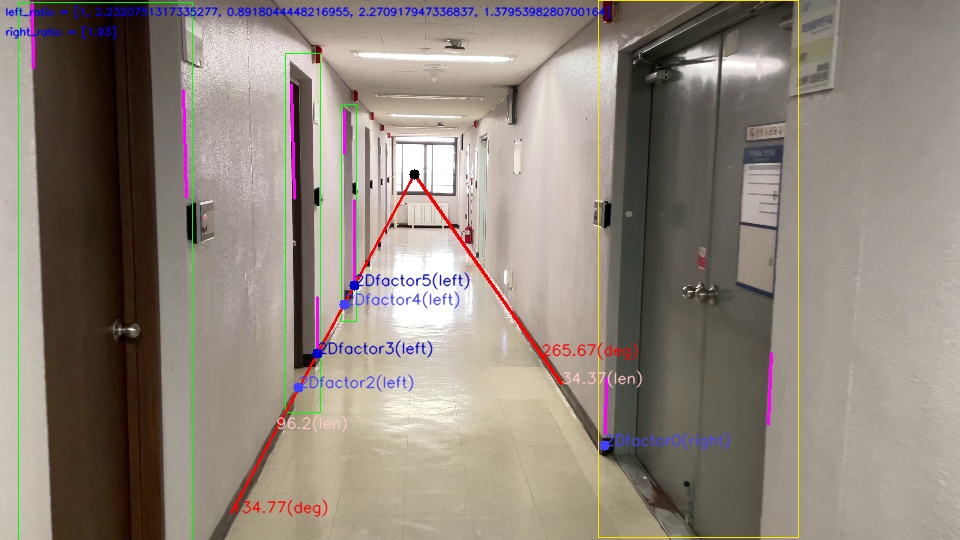 left_ratio = [1, 2.2320751317335277, 0.8918044448216955, 2.270917947336837, 1.3795398280700164]
right_ratio = [1.93]
2Dfactor5(left)
2Dfactor4(left)
2Dfactor3(left)
265.67(deg)
34.37(len)
2Dfactor2(left)
96.2(len)
2Dfactor0(right)
34.77(deg)